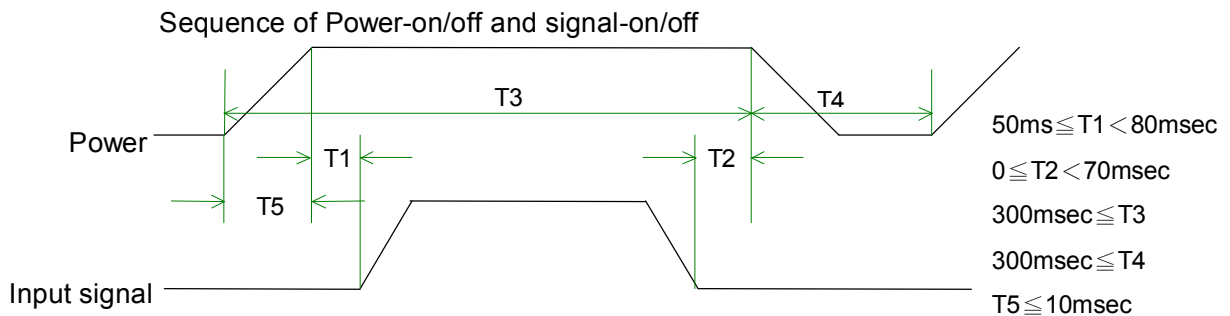 Sequence of Power-on/off and signal-on/off
T3
T4
Power
T1
T2
T5
Input signal
50ms≦T1＜80msec
0≦T2＜70msec
300msec≦T3
300msec≦T4
T5≦10msec